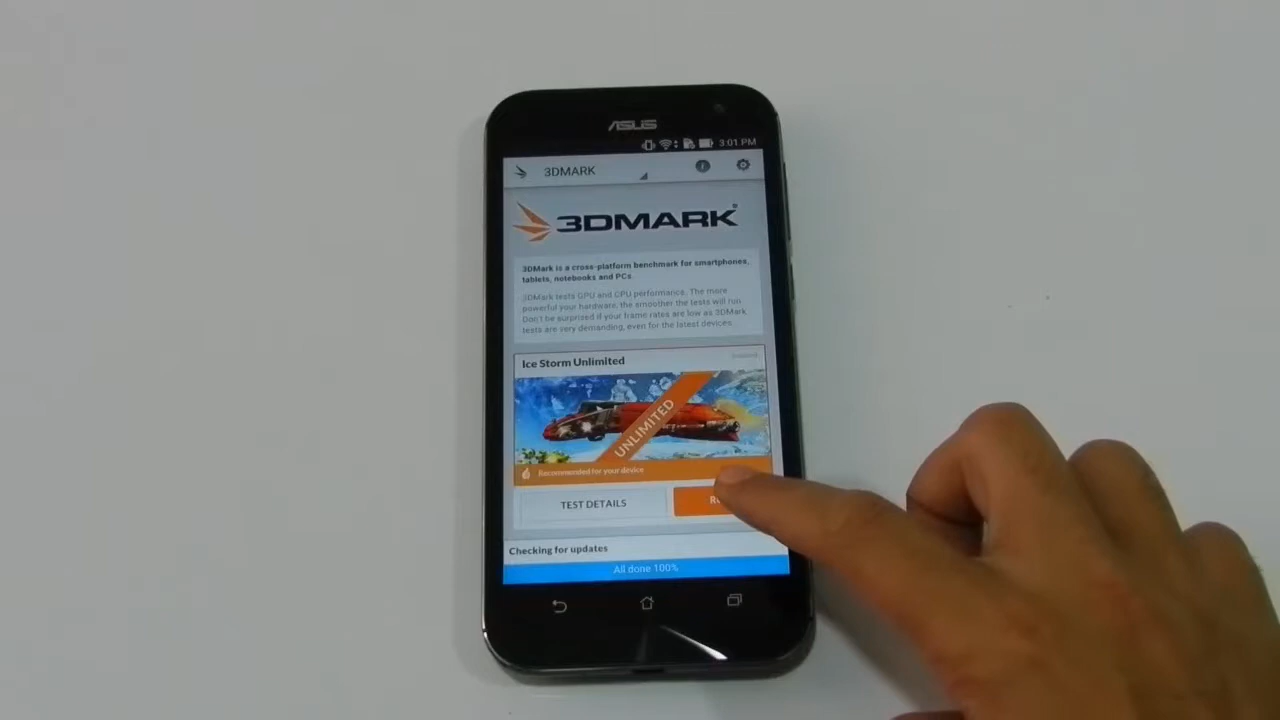 ASUS
3:01 PM
3DMARK
3DMARK®
3DMark is a cross-platform benchmark for smartphones,
tablets, notebooks and PCs.
3DMark tests GPU and CPU performance. The more
powerful your hardware, the smoother the tests will run.
Don't be surprised if your frame rates are low as 3DMark
tests are very demanding, even for the latest devices.
Ice Storm Unlimited
UNLIMITED
Recommended for your device
TEST DETAILS
Checking for updates
All done 100%